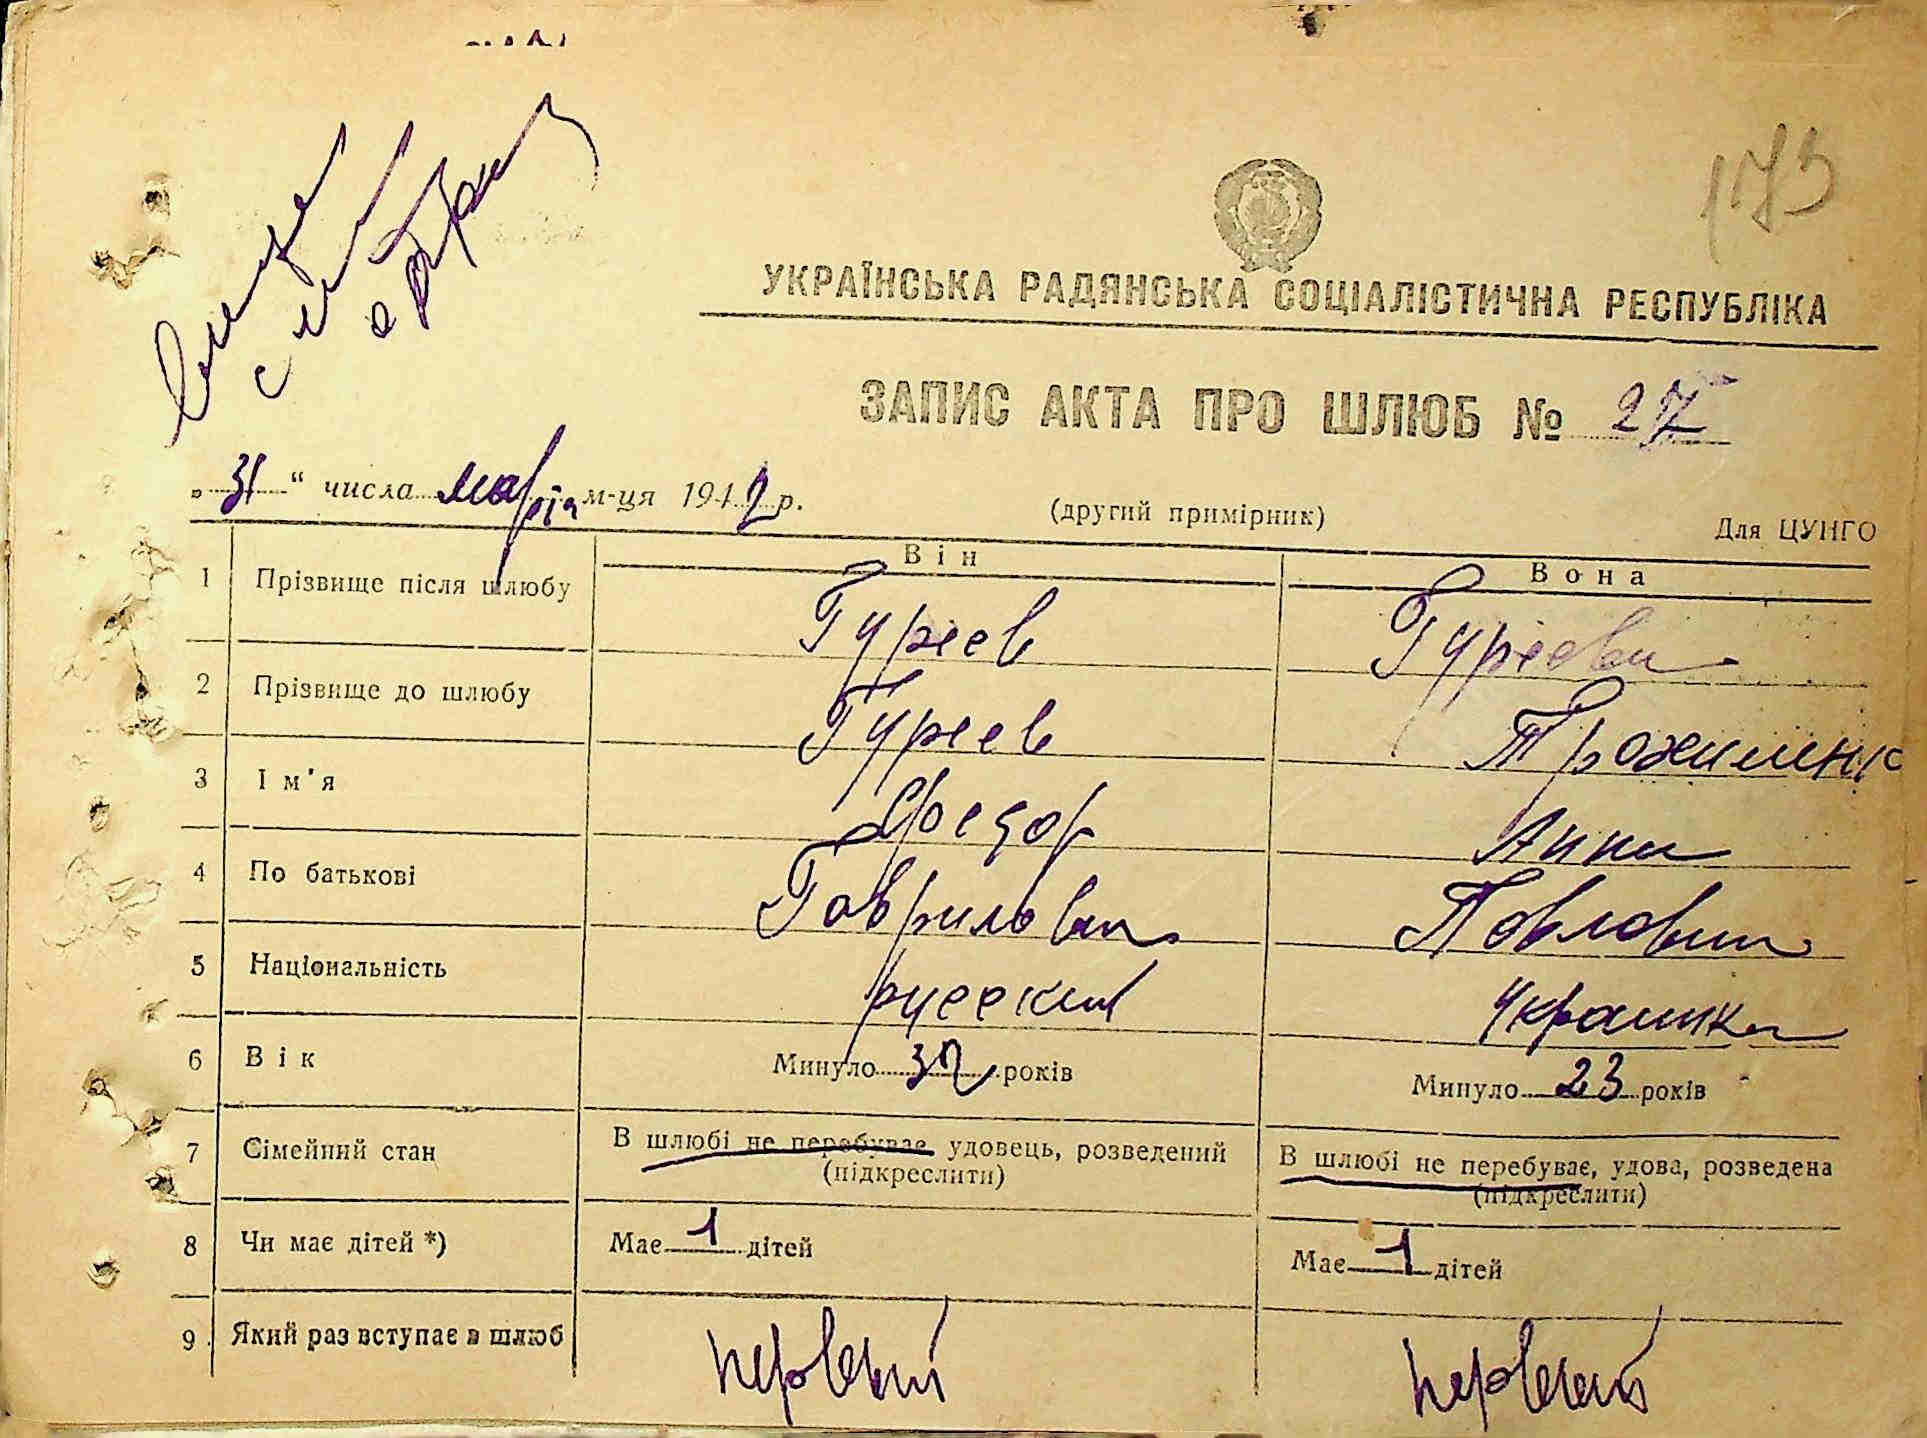 175
УКРАЇНСЬКА РАДЯНСЬКА СОЦІАЛІСТИЧНА РЕСПУБЛІКА
ЗАПИС АКТА ПРО ШЛЮБ № 27
„31“ числа марта м-ця 1942 р.
(другий примірник)
Для ЦУНГО
Він Вона
1 Прізвище після шлюбу Гуреев Гуреева
2 Прізвище до шлюбу Гуреев
3 Ім'я Федор Анна
4 По батькові Гаврилович Павловна
5 Національність русский украинка
6 Вік Минуло 32 років Минуло 23 років
7 Сімейний стан В шлюбі не перебуває, удовець, розведений В шлюбі не перебуває, удова, розведена
(підкреслити) (підкреслити)
8 Чи має дітей *) Має 1 дітей Має 1 дітей
9 Який раз вступає в шлюб первый первый